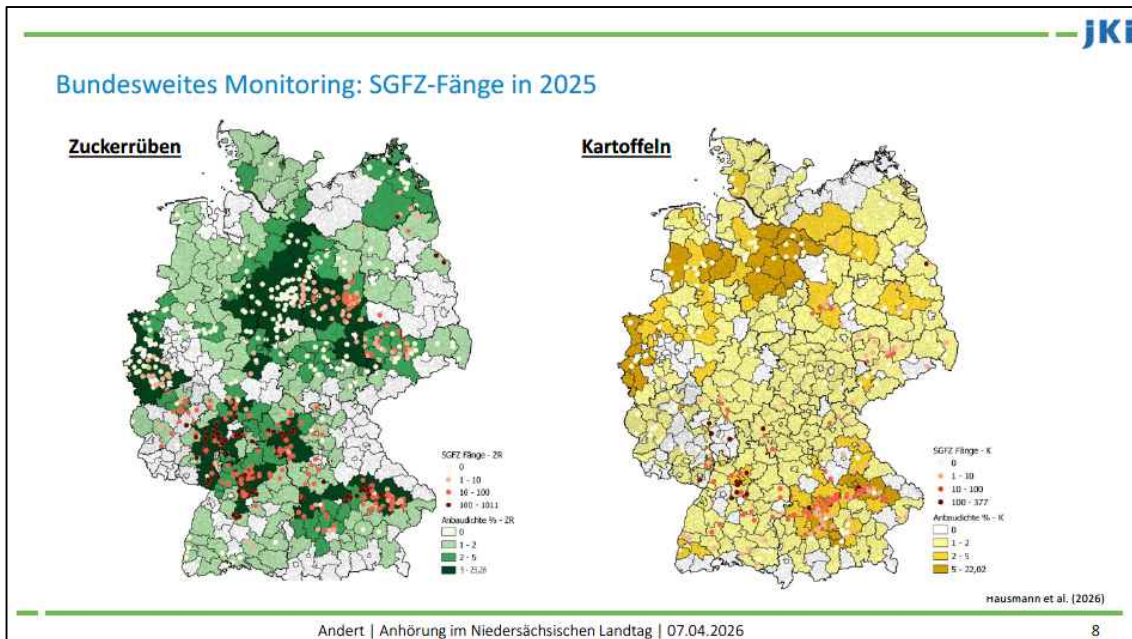 jKi
Bundesweites Monitoring: SGFZ-Fänge in 2025
Zuckerrüben
SGFZ Fänge - ZR
0
1 - 10
10 - 100
100 - 1011
Anbaudichte % - ZR
0
1 - 2
2 - 5
Kartoffeln
SGFZ Fänge - K
0
1 - 10
10 - 100
100 - 377
Anbaudichte % - K
0
1 - 2
2 - 5
5 - 22,62
Hausmann et al. (2026)
Andert | Anhörung im Niedersächsischen Landtag | 07.04.2026
8